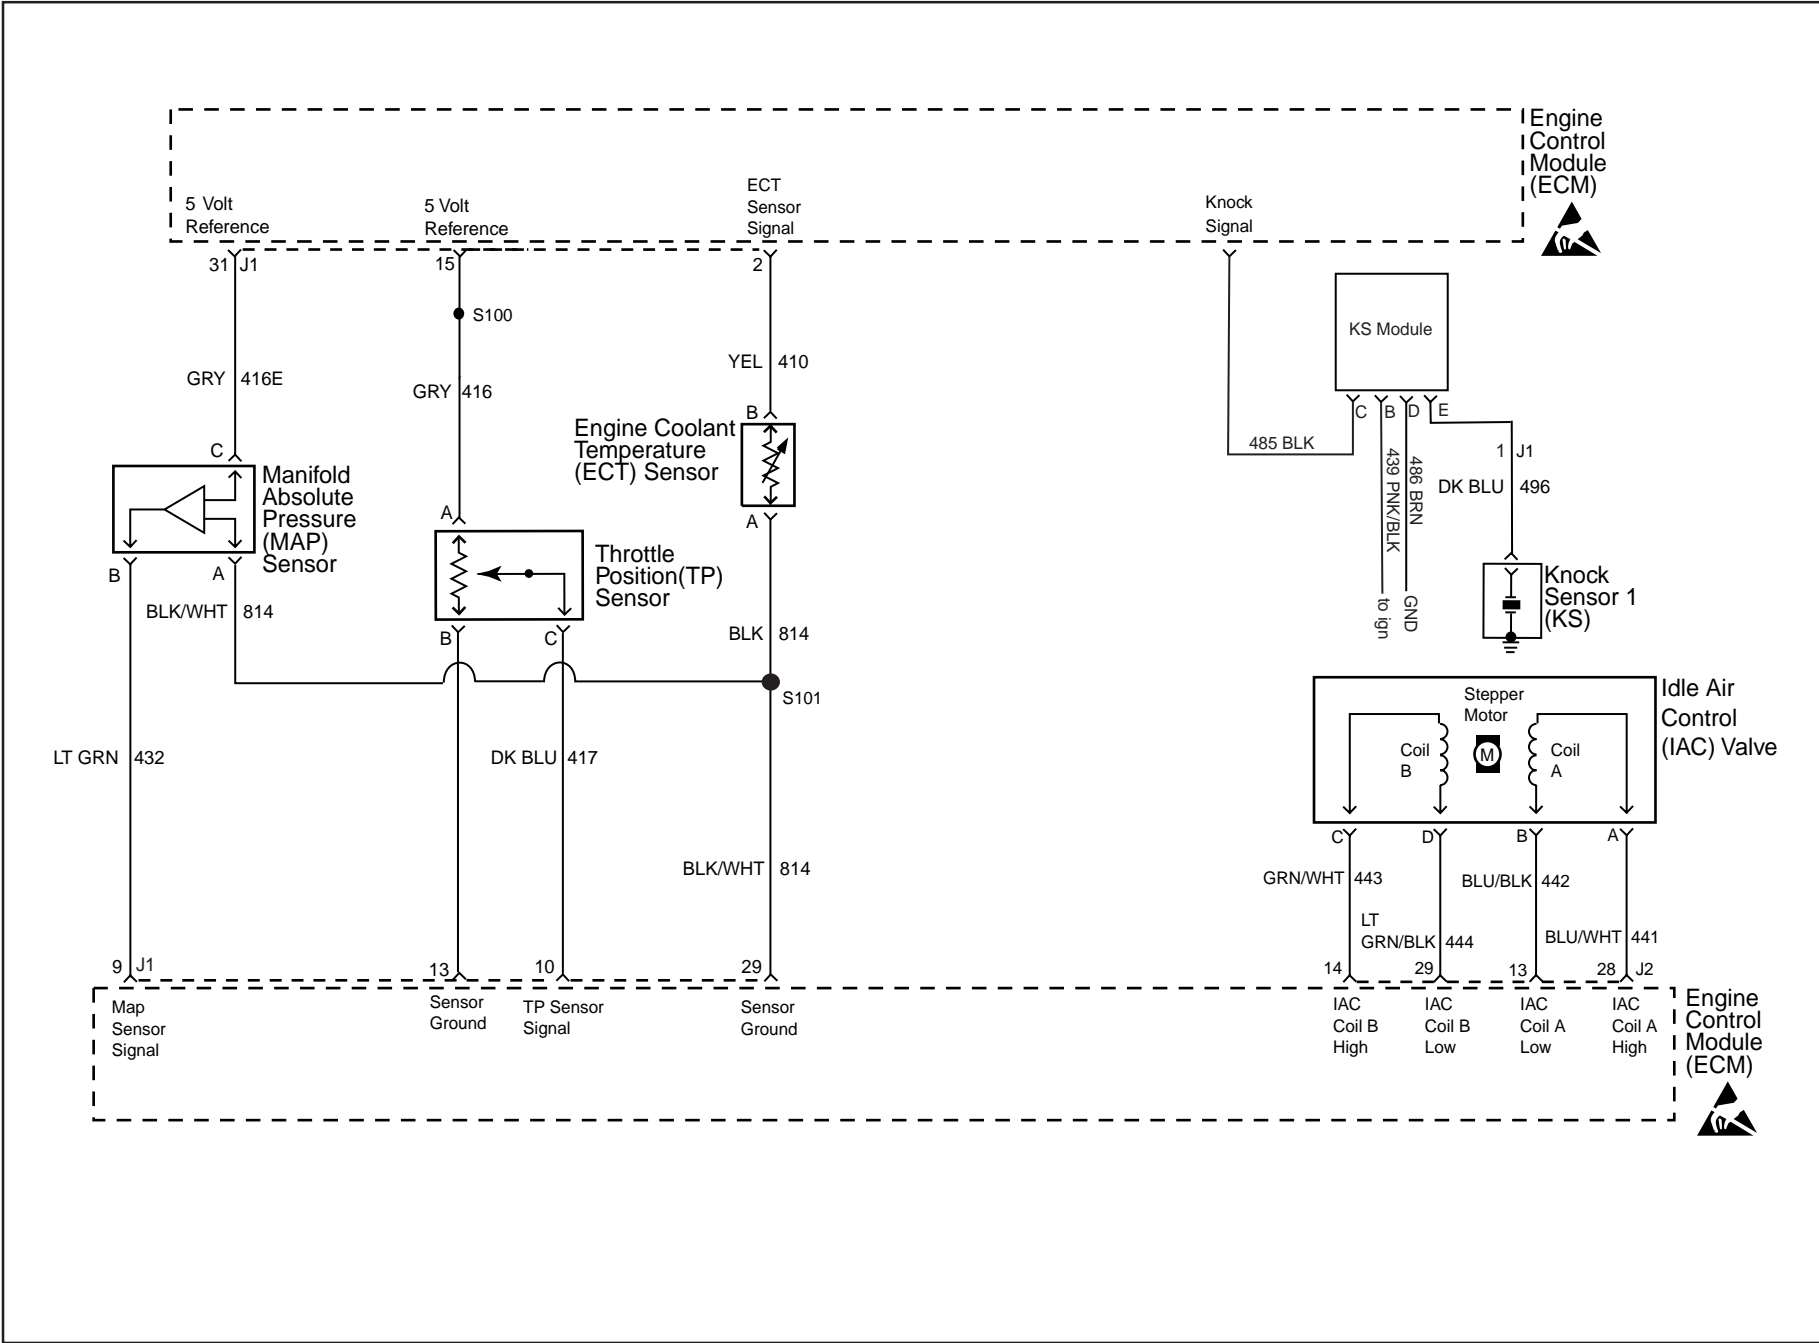 Engine
Control
Module
(ECM)
5 Volt
Reference
5 Volt
Reference
ECT
Sensor
Signal
Knock
Signal
31 J1
15
2
S100
GRY 416E
GRY 416
YEL 410
KS Module
C B D E
485 BLK
439 PNK/BLK
to ign
486 BRN
GND
1 J1
DK BLU 496
Knock
Sensor 1
(KS)
C
Manifold
Absolute
Pressure
(MAP)
Sensor
B
A
A
Throttle
Position(TP)
Sensor
B
C
B
Engine Coolant
Temperature
(ECT) Sensor
A
BLK/WHT 814
BLK 814
S101
LT GRN 432
DK BLU 417
BLK/WHT 814
Idle Air
Control
(IAC) Valve
Stepper
Motor
Coil
B
M
Coil
A
C
D
B
A
GRN/WHT 443
LT
GRN/BLK 444
BLU/BLK 442
BLU/WHT 441
9 J1
13
10
29
14
29
13
28 J2
Map
Sensor
Signal
Sensor
Ground
TP Sensor
Signal
Sensor
Ground
IAC
Coil B
High
IAC
Coil B
Low
IAC
Coil A
Low
IAC
Coil A
High
Engine
Control
Module
(ECM)